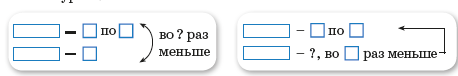 – по во ? раз
– меньше
– по
– ?, во раз меньше